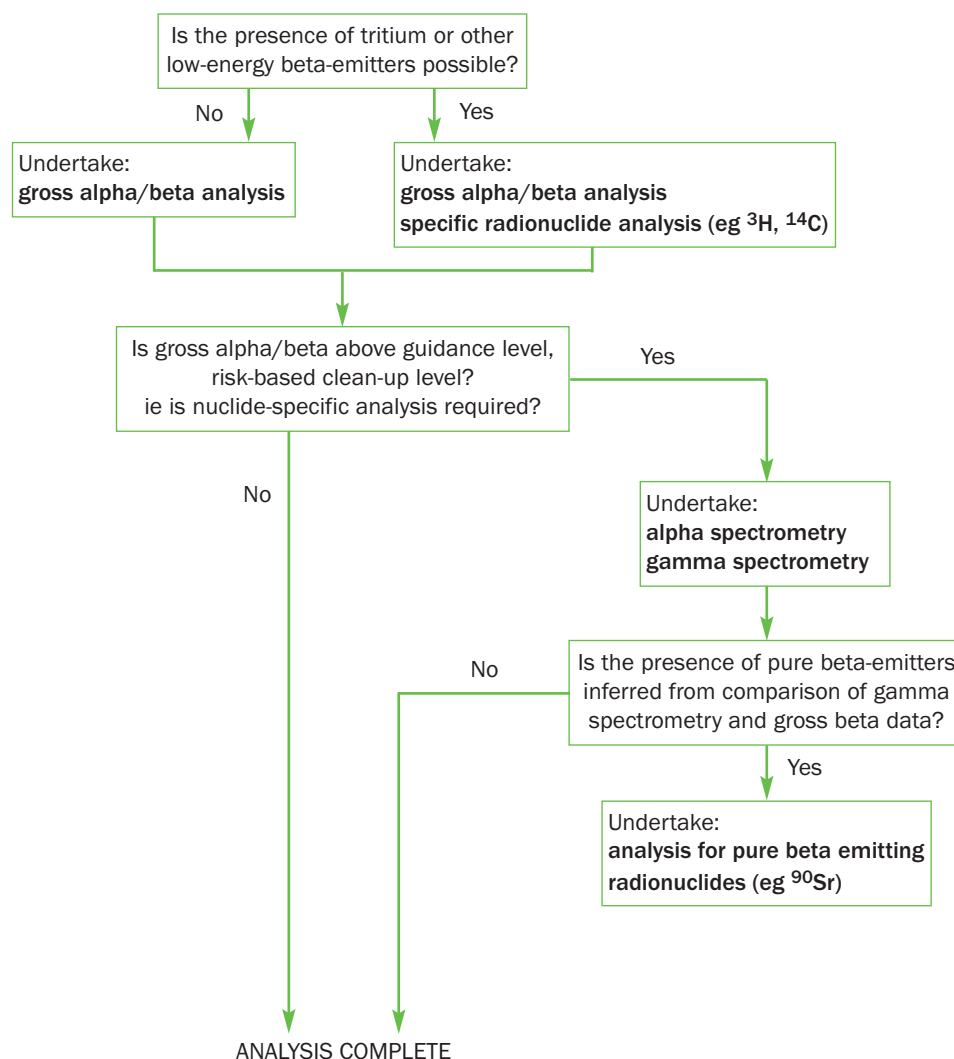 Is the presence of tritium or other
low-energy beta-emitters possible?
No
Yes
Undertake:
gross alpha/beta analysis
Undertake:
gross alpha/beta analysis
specific radionuclide analysis (eg ³H, ¹⁴C)
Is gross alpha/beta above guidance level,
risk-based clean-up level?
ie is nuclide-specific analysis required?
Yes
No
Undertake:
alpha spectrometry
gamma spectrometry
Is the presence of pure beta-emitters
inferred from comparison of gamma
spectrometry and gross beta data?
No
Yes
Undertake:
analysis for pure beta emitting
radionuclides (eg ⁹⁰Sr)
ANALYSIS COMPLETE